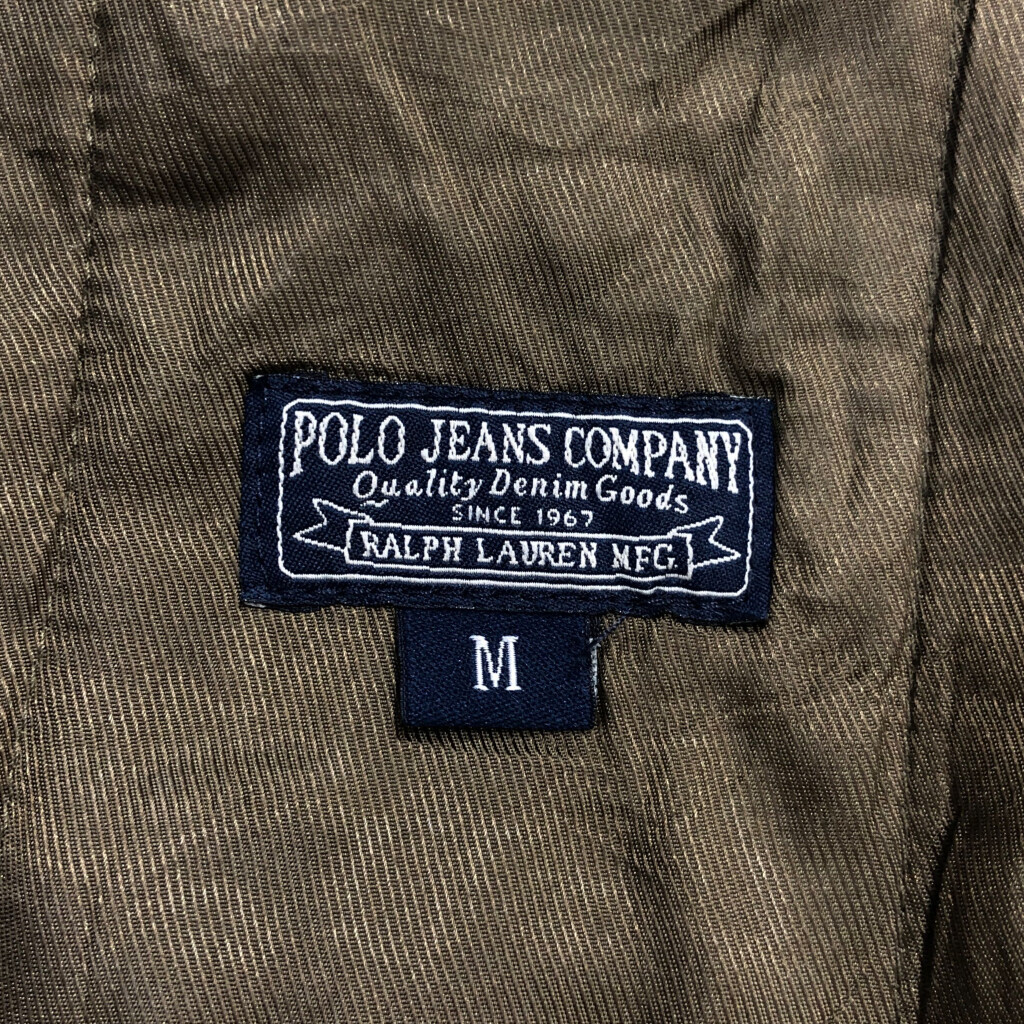 POLO JEANS COMPANY
Quality Denim Goods
SINCE 1967
RALPH LAUREN MFG.
M